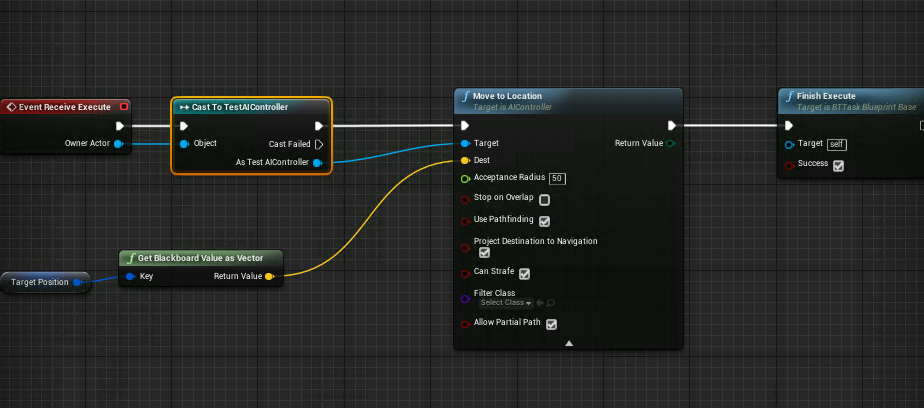 Event Receive Execute
Owner Actor
Cast To TestAIController
Object
Cast Failed
As Test AIController
Target Position
Get Blackboard Value as Vector
Key
Return Value
Move to Location
Target is AIController
Target
Return Value
Dest
Acceptance Radius 50
Stop on Overlap
Use Pathfinding
Project Destination to Navigation
Can Strafe
Filter Class
Select Class
Allow Partial Path
Finish Execute
Target is BTTask Blueprint Base
Target self
Success